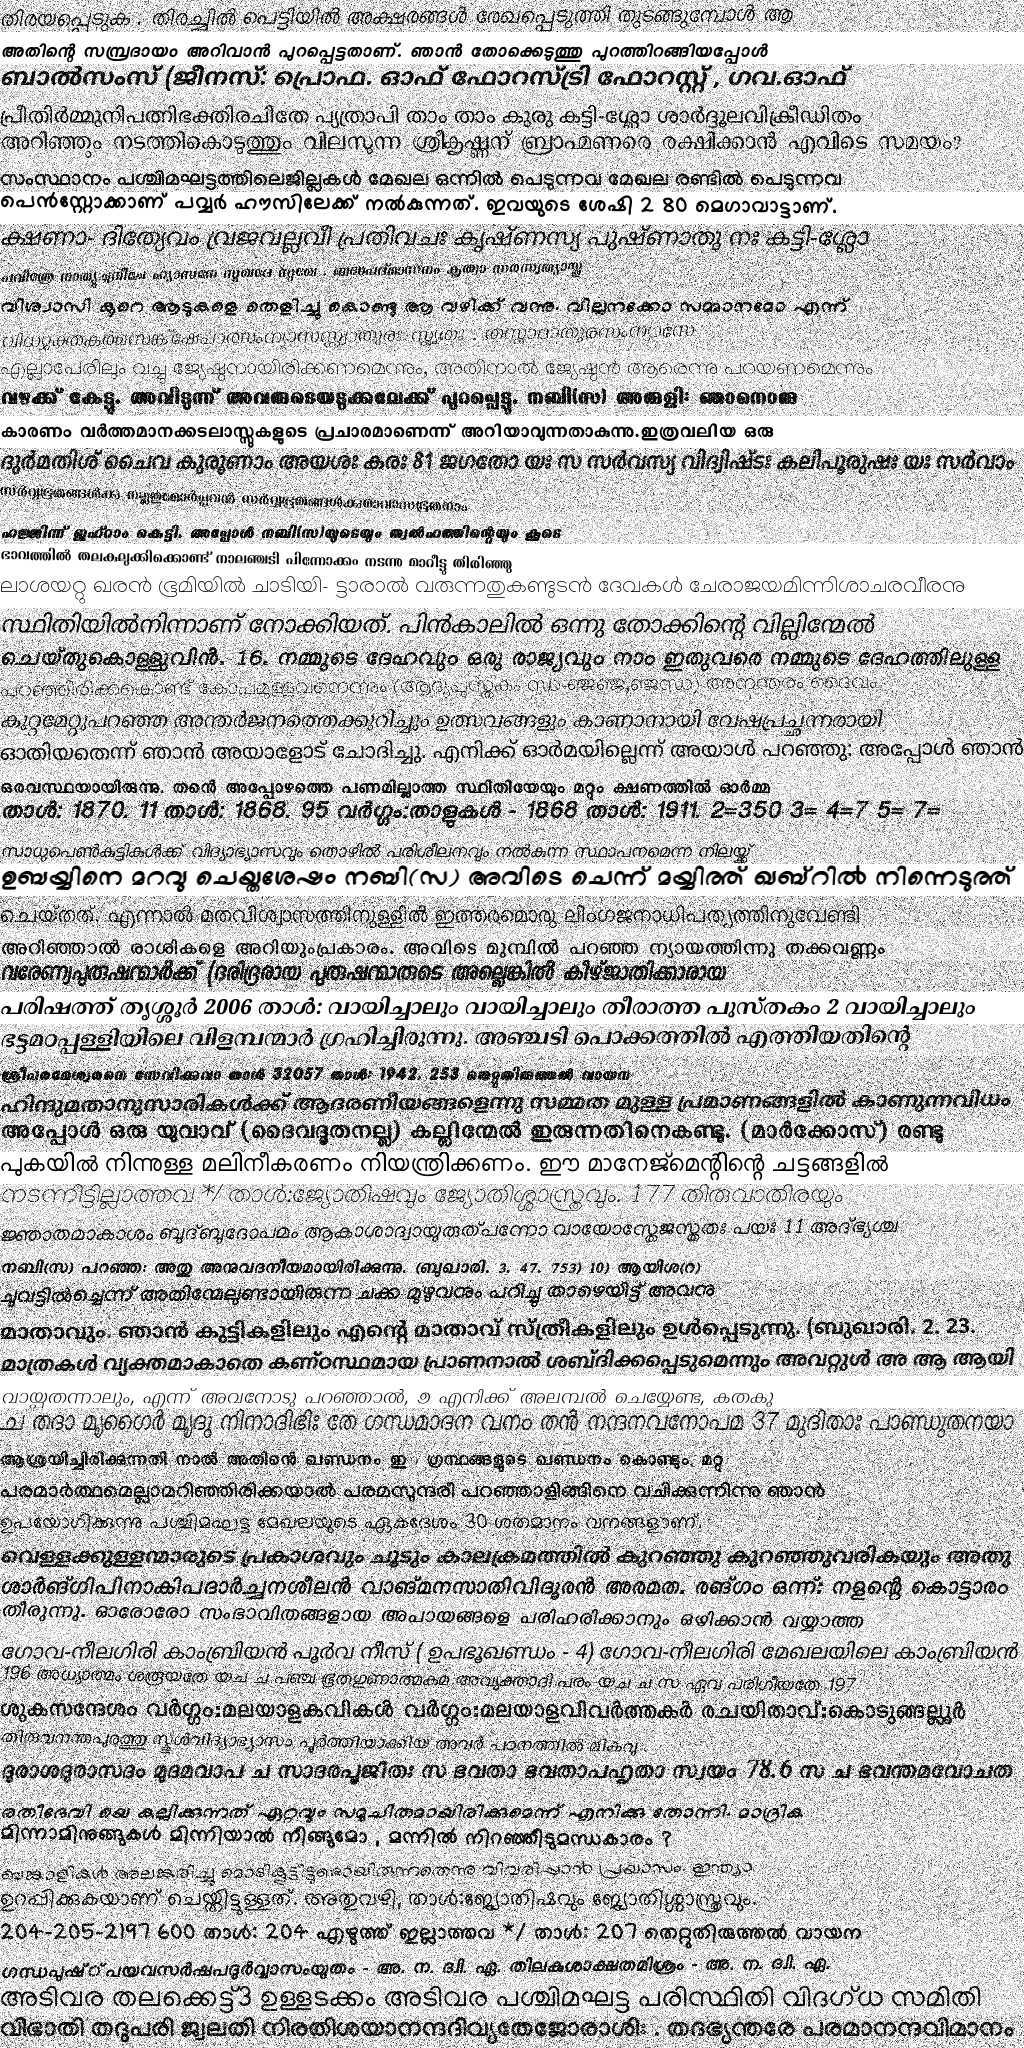 തിരയപ്പെടുക . തിരച്ചിൽ പെട്ടിയിൽ അക്ഷരങ്ങൾ രേഖപ്പെടുത്തി തുടങ്ങുമ്പോൾ ആ
അതിന്റെ സമ്പ്രദായം അറിവാൻ പുറപ്പെട്ടതാണ്. ഞാൻ തോക്കെടുത്തു പുറത്തിറങ്ങിയപ്പോൾ
ബാൽസംസ് (ജീനസ്: പ്രൊഫ. ഓഫ് ഫോറസ്ട്രി ഫോറസ്റ്റ് , ഗവ.ഓഫ്
പ്രീതിർമ്മുനിപത്നിഭക്തിരചിതേ പ്യത്രാപി താം താം കുരു കട്ടി-ശ്ലോ ശാർദ്ദൂലവിക്രീഡിതം
അറിഞ്ഞും നടത്തികൊടുത്തും വിലസുന്ന ശ്രീകൃഷ്ണന് ബ്രാഹ്മണരെ രക്ഷിക്കാൻ എവിടെ സമയം?
സംസ്ഥാനം പശ്ചിമഘട്ടത്തിലെജില്ലകൾ മേഖല ഒന്നിൽ പെടുന്നവ മേഖല രണ്ടിൽ പെടുന്നവ
പെൻസ്റ്റോക്കാണ് പവ്വർ ഹൗസിലേക്ക് നൽകുന്നത്. ഇവയുടെ ശേഷി 2 80 മെഗാവാട്ടാണ്.
ക്ഷണാ- ദിത്യേവം വ്രജവല്ലവീ പ്രതിവചഃ കൃഷ്ണസ്യ പുഷ്ണാതു നഃ കട്ടി-ശ്ലോ
വിശ്വാസി കുറെ ആടുകളെ തെളിച്ചു കൊണ്ടു ആ വഴിക്ക് വന്നു. വില്ലനക്കോ സമ്മാനമോ എന്ന്
എല്ലാപേരിലും വച്ചു ജ്യേഷ്ഠനായിരിക്കണമെന്നും, അതിനാൽ ജ്യേഷ്ഠൻ ആരെന്നു പറയണമെന്നും
വഴക്ക് കേട്ടു. അവിടുന്ന് അവരുടെയടുക്കലേക്ക് പുറപ്പെട്ടു. നബി(സ) അരുളി: ഞാനൊരു
കാരണം വർത്തമാനക്കടലാസ്സുകളുടെ പ്രചാരമാണെന്ന് അറിയാവുന്നതാകുന്നു.ഇത്രവലിയ ഒരു
ദുർമതിശ് ചൈവ കുരുണാം അയശഃ കരഃ 81 ജഗതോ യഃ സ സർവസ്യ വിദ്വിഷ്ടഃ കലിപൂരുഷഃ യഃ സർവാം
ഹജ്ജിന്ന് ഇഹ്റാം കെട്ടി. അപ്പോൾ നബി(സ)യുടെയും ത്വൽഹത്തിന്റെയും കൂടെ
ഭാവത്തിൽ തലകുലുക്കിക്കൊണ്ട് നാലഞ്ചടി പിന്നോക്കം നടന്നു മാറീട്ടു തിരിഞ്ഞു
ലാശയറ്റു ഖരൻ ഭൂമിയിൽ ചാടിയി- ട്ടാരാൽ വരുന്നതുകണ്ടുടൻ ദേവകൾ ചേരാജയമിന്നിശാചരവീരനു
സ്ഥിതിയിൽനിന്നാണ് നോക്കിയത്. പിൻകാലിൽ ഒന്നു തോക്കിന്റെ വില്ലിന്മേൽ
ചെയ്തുകൊള്ളുവിൻ. 16. നമ്മുടെ ദേഹവും ഒരു രാജ്യവും നാം ഇതുവരെ നമ്മുടെ ദേഹത്തിലുള്ള
പറഞ്ഞിരിക്കകൊണ്ട് കോപമുള്ളവനെന്നും (ആദ്യപുസ്തകം അനന്തരം ദൈവം
കുറ്റമേറ്റുപറഞ്ഞ അന്തർജനത്തെക്കുറിച്ചും ഉത്സവങ്ങളും കാണാനായി വേഷപ്രച്ഛന്നരായി
ഓതിയതെന്ന് ഞാൻ അയാളോട് ചോദിച്ചു. എനിക്ക് ഓർമയില്ലെന്ന് അയാൾ പറഞ്ഞു: അപ്പോൾ ഞാൻ
ഒരവസ്ഥയായിരുന്നു. തന്റെ അപ്പോഴത്തെ പണമില്ലാത്ത സ്ഥിതിയേയും മറ്റും ക്ഷണത്തിൽ ഓർമ്മ
താൾ: 1870. 11 താൾ: 1868. 95 വർഗ്ഗം:താളുകൾ - 1868 താൾ: 1911. 2=350 3= 4=7 5= 7=
സാധുപെൺകുട്ടികൾക്ക് വിദ്യാഭ്യാസവും തൊഴിൽ പരിശീലനവും നൽകുന്ന സ്ഥാപനമെന്ന നിലയ്ക്ക്
ഉബയ്യിനെ മറവു ചെയ്തശേഷം നബി(സ) അവിടെ ചെന്ന് മയ്യിത്ത് ഖബ്റിൽ നിന്നെടുത്ത്
ചെയ്തത്. എന്നാൽ മതവിശ്വാസത്തിനുള്ളിൽ ഇത്തരമൊരു ലിംഗജനാധിപത്യത്തിനുവേണ്ടി
അറിഞ്ഞാൽ രാശികളെ അറിയുംപ്രകാരം. അവിടെ മുമ്പിൽ പറഞ്ഞ ന്യായത്തിന്നു തക്കവണ്ണം
വരേണ്യപുരുഷന്മാർക്ക് (ദരിദ്രരായ പുരുഷന്മാരുടെ അല്ലെങ്കിൽ കീഴ്ജാതിക്കാരായ
പരിഷത്ത് തൃശ്ശൂർ 2006 താൾ: വായിച്ചാലും വായിച്ചാലും തീരാത്ത പുസ്തകം 2 വായിച്ചാലും
ഭട്ടമഠപ്പള്ളിയിലെ വിളമ്പന്മാർ ഗ്രഹിച്ചിരുന്നു. അഞ്ചടി പൊക്കത്തിൽ എത്തിയതിന്റെ
ശ്രീപരമേശ്വരനെ സേവിക്കുവാ താൾ 32057 താൾ: 1942. 253 തെറ്റുതിരുത്തൽ വായന
ഹിന്ദുമതാനുസാരികൾക്ക് ആദരണീയങ്ങളെന്നു സമ്മത മുള്ള പ്രമാണങ്ങളിൽ കാണുന്നവിധം
അപ്പോൾ ഒരു യുവാവ് (ദൈവദൂതനല്ല) കല്ലിന്മേൽ ഇരുന്നതിനെകണ്ടു. (മാർക്കോസ്) രണ്ടു
പുകയിൽ നിന്നുള്ള മലിനീകരണം നിയന്ത്രിക്കണം. ഈ മാനേജ്മെന്റിന്റെ ചട്ടങ്ങളിൽ
നടന്നിട്ടില്ലാത്തവ */ താൾ:ജ്യോതിഷവും ജ്യോതിശ്ശാസ്ത്രവും. 177 തിരുവാതിരയും
ജ്ഞാതമാകാശം ബുദ്ബുദോപമം ആകാശാദ്വായുരുത്പന്നോ വായോസ്തേജസ്തതഃ പയഃ 11 അദ്ഭ്യശ്ച
നബി(സ) പറഞ്ഞു: അതു അനുവദനീയമായിരിക്കുന്നു. (ബുഖാരി. 3. 47. 753) 10) ആയിശ(റ)
ചുവട്ടിൽച്ചെന്ന് അതിന്മേലുണ്ടായിരുന്ന ചക്ക മുഴുവനും പറിച്ചു താഴെയിട്ട് അവനു
മാതാവും. ഞാൻ കുട്ടികളിലും എന്റെ മാതാവ് സ്ത്രീകളിലും ഉൾപ്പെടുന്നു. (ബുഖാരി. 2. 23.
മാത്രകൾ വ്യക്തമാകാതെ കണ്ഠസ്ഥമായ പ്രാണനാൽ ശബ്ദിക്കപ്പെടുമെന്നും അവറ്റുൾ അ ആ ആയി
വായ്പതന്നാലും, എന്ന് അവനോടു പറഞ്ഞാൽ, ൭ എനിക്ക് അലമ്പൽ ചെയ്യേണ്ട, കതകു
ച തദാ മൃഗൈർ മൃദു നിനാദിഭിഃ തേ ഗന്ധമാദന വനം തൻ നന്ദനവനോപമ 37 മുദിതാഃ പാണ്ഡുതനയാ
ആശ്രയിച്ചിരിക്കുന്നതി നാൽ അതിൻ ഖണ്ഡനം ഇ ഗ്രന്ഥങ്ങളുടെ ഖണ്ഡനം കൊണ്ടും. മറ്റു
പരമാർത്ഥമെല്ലാമറിഞ്ഞിരിക്കയാൽ പരമസുന്ദരീ പറഞ്ഞാളിങ്ങിനെ വചിക്കുന്നിന്നു ഞാൻ
ഉപയോഗിക്കുന്നു പശ്ചിമഘട്ട മേഖലയുടെ ഏകദേശം 30 ശതമാനം വനങ്ങളാണ്.
വെള്ളക്കുള്ളന്മാരുടെ പ്രകാശവും ചൂടും കാലക്രമത്തിൽ കുറഞ്ഞു കുറഞ്ഞുവരികയും അതു
ശാർങ്ഗിപിനാകിപദാർച്ചനശീലൻ വാങ്മനസാതിവിദൂരൻ അരമത. രങ്ഗം ഒന്ന്: നളന്റെ കൊട്ടാരം
തീരുന്നു. ഓരോരോ സംഭാവിതങ്ങളായ അപായങ്ങളെ പരിഹരിക്കാനും ഒഴിക്കാൻ വയ്യാത്ത
ഗോവ-നീലഗിരി കാംബ്രിയൻ പൂർവ നീസ് ( ഉപഭൂഖണ്ഡം - 4) ഗോവ-നീലഗിരി മേഖലയിലെ കാംബ്രിയൻ
196 അധ്യാത്മം ശരൂയതേ യച ച പഞ്ച ഭൂതഗുണാത്മകമ അവ്യക്താദി പരം യച ച സ ഏവ പരിഗീയതേ 197
ശുകസന്ദേശം വർഗ്ഗം:മലയാളകവികൾ വർഗ്ഗം:മലയാളവിവർത്തകർ രചയിതാവ്:കൊടുങ്ങല്ലൂർ
തിരുവനന്തപുരത്തു സ്കൂൾവിദ്യാഭ്യാസം പൂർത്തിയാക്കിയ അവർ പഠനത്തിൽ മികവു .
ദുരാശദുരാസദം മുദമവാപ ച സാദരപൂജിതഃ സ ഭവതാ ഭവതാപഹൃതാ സ്വയം 78.6 സ ച ഭവന്തമവോചത
രതിദേവി യെ കല്പിക്കുന്നത് ഏറ്റവും സമുചിതമായിരിക്കുമെന്ന് എനിക്കു തോന്നി. മാദ്രിക
മിന്നാമിനുങ്ങുകൾ മിന്നിയാൽ നീങ്ങുമോ , മന്നിൽ നിറഞ്ഞീടുമന്ധകാരം ?
ഉറപ്പിക്കുകയാണ് ചെയ്തിട്ടുള്ളത്. അതുവഴി, താൾ:ജ്യോതിഷവും ജ്യോതിശ്ശാസ്ത്രവും.
204-205-2197 600 താൾ: 204 എഴുത്ത് ഇല്ലാത്തവ */ താൾ: 207 തെറ്റുതിരുത്തൽ വായന
ഗന്ധപുഷ്പയവസർഷപദൂർവ്വാസംയുതം - അ. ന. ദ്വി. ഏ. തിലകുശാക്ഷതമിശ്രം - അ. ന. ദ്വി. ഏ.
അടിവര തലക്കെട്ട്3 ഉള്ളടക്കം അടിവര പശ്ചിമഘട്ട പരിസ്ഥിതി വിദഗ്ധ സമിതി
വിഭാതി തദുപരി ജ്വലതി നിരതിശയാനന്ദദിവ്യതേജോരാശിഃ . തദഭ്യന്തരേ പരമാനന്ദവിമാനം